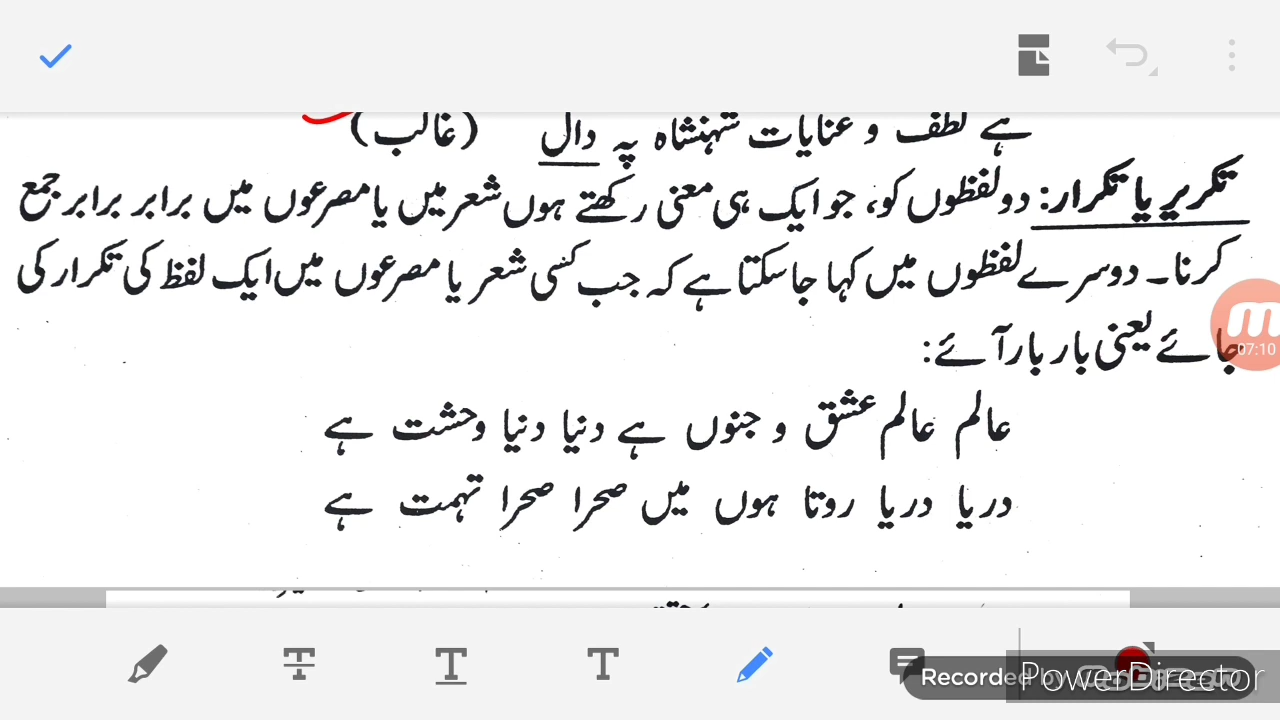 ہے لطف و عنایات شہنشاہ پہ دال (غالب)
تکریر یا تکرار: دو لفظوں کو، جو ایک ہی معنی رکھتے ہوں شعر میں یا مصرعوں میں برابر برابر جمع
کرنا۔ دوسرے لفظوں میں کہا جاسکتا ہے کہ جب کسی شعر یا مصرعوں میں ایک لفظ کی تکرار کی
جائے یعنی بار بار آئے:
07:10
عالم عالم عشق و جنوں ہے دنیا دنیا وحشت ہے
دریا دریا روتا ہوں میں صحرا صحرا تہمت ہے
T T T
Recorded by
PowerDirector